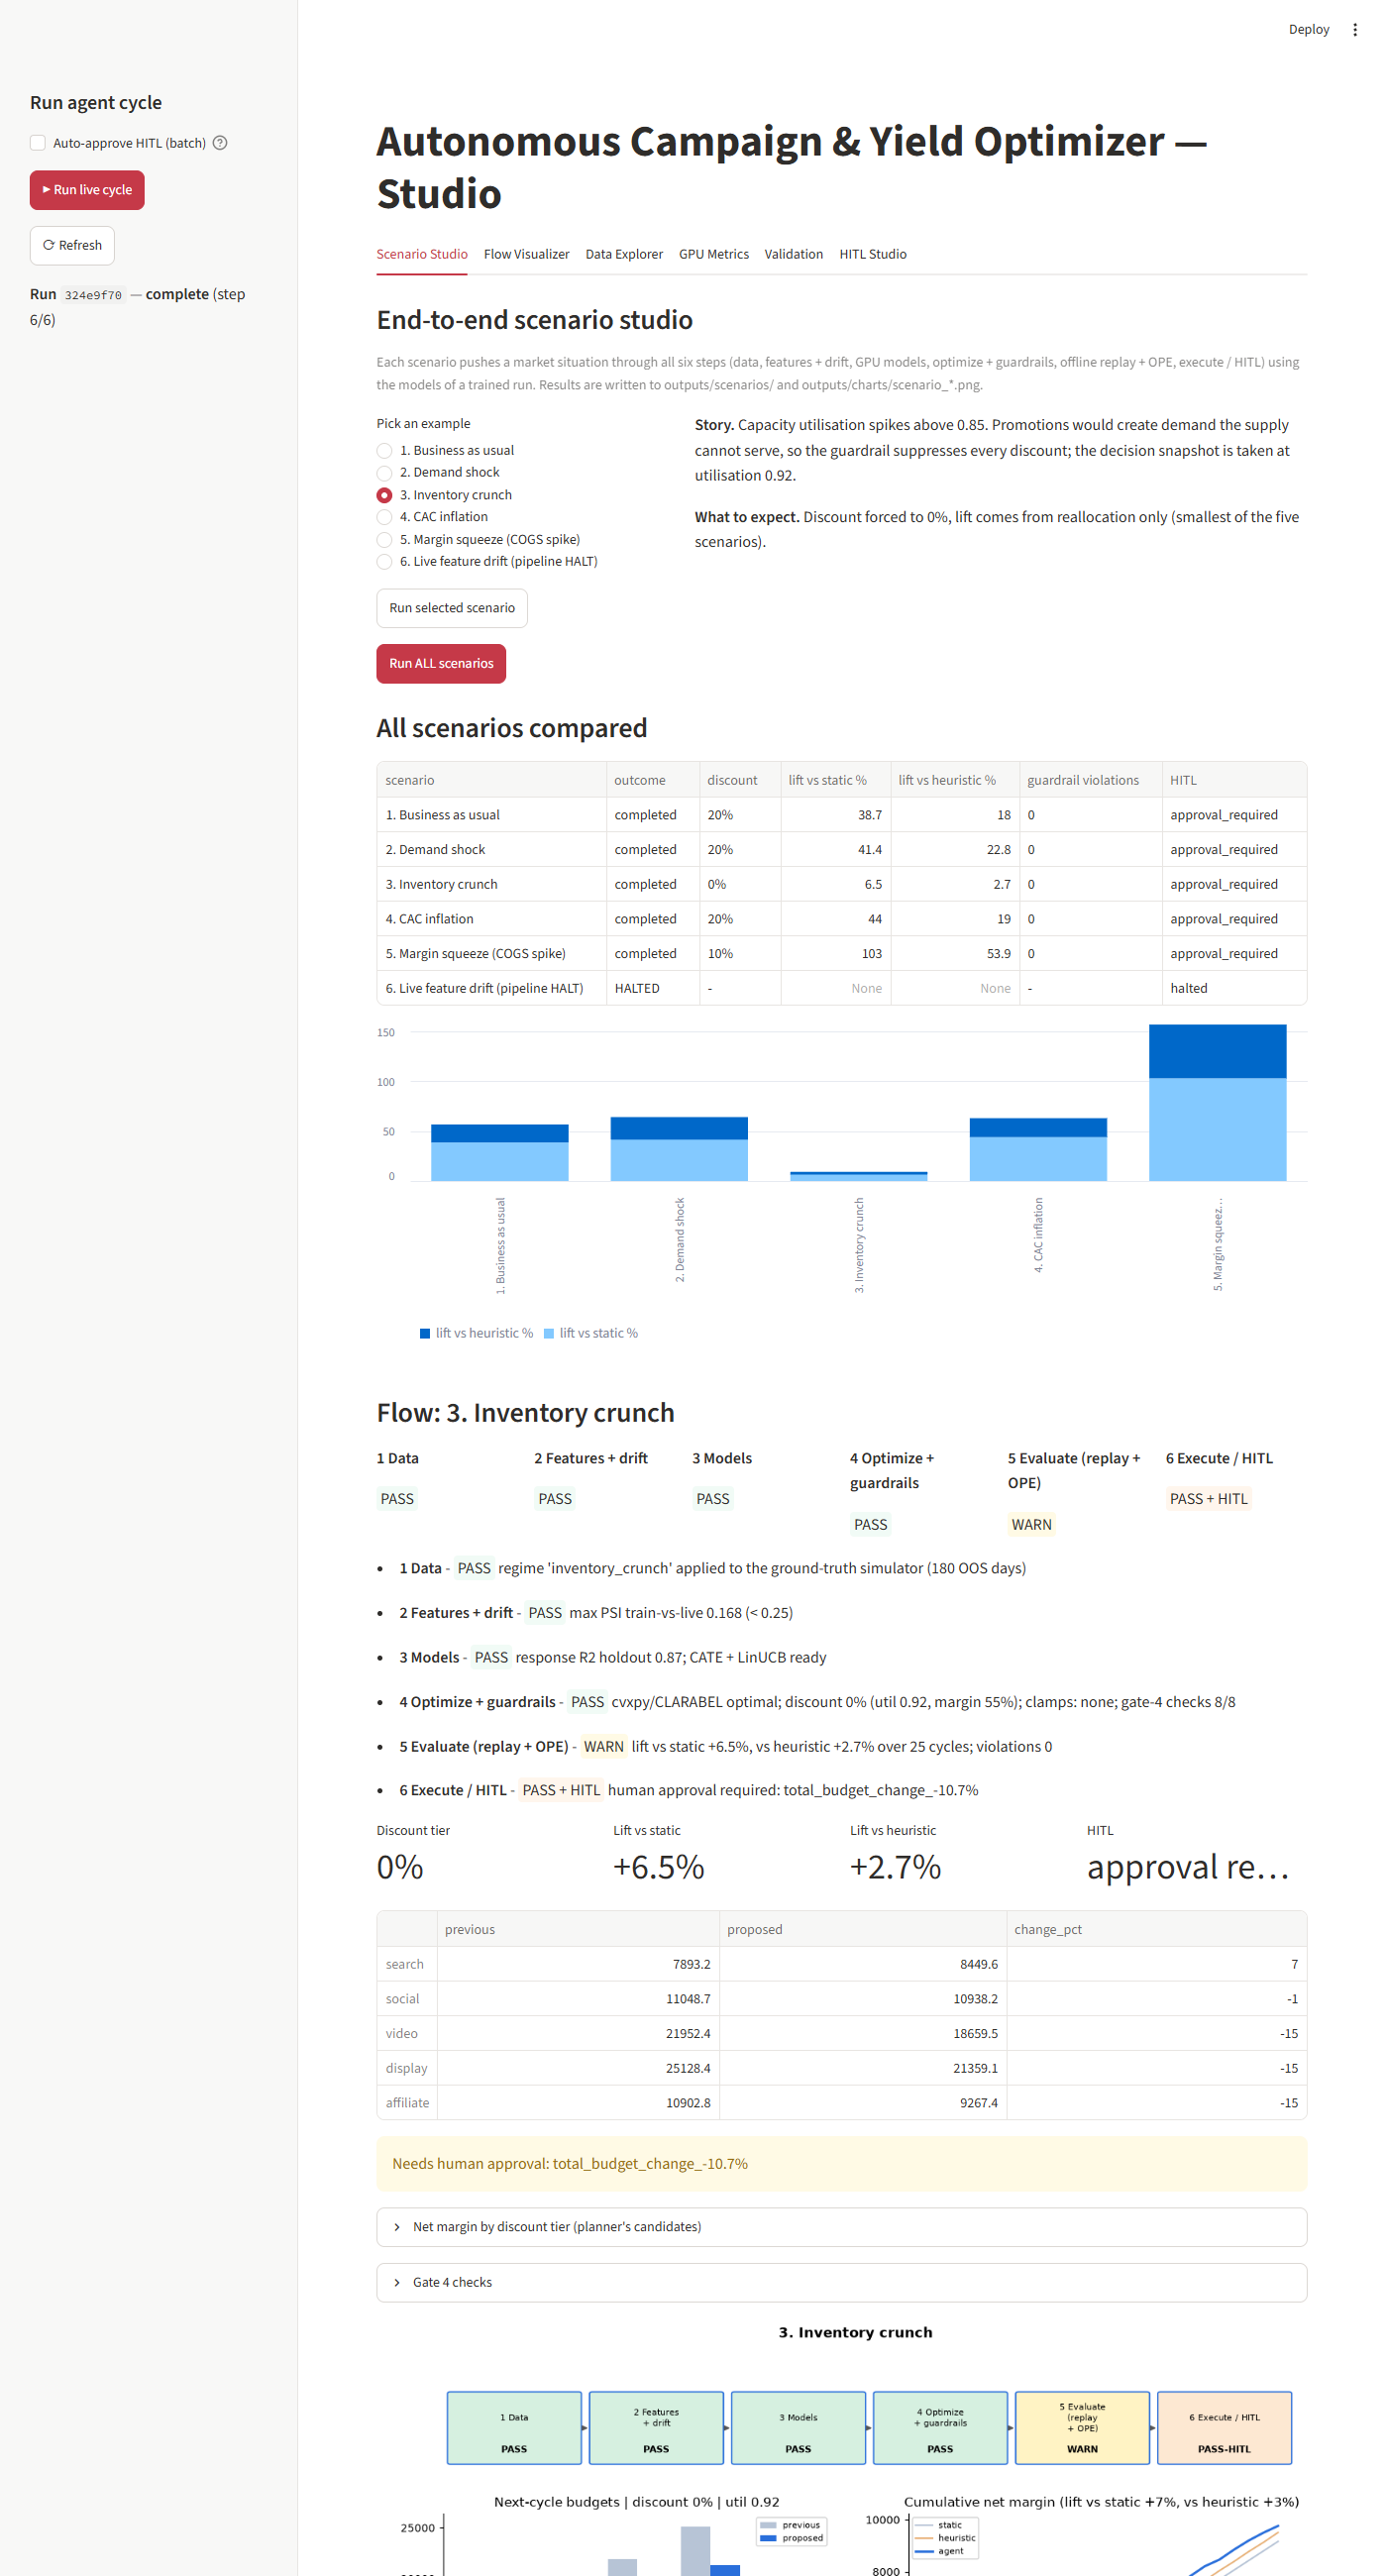 Deploy
Run agent cycle
Auto-approve HITL (batch)
Run live cycle
Refresh
Run 324e9f70 — complete (step
6/6)
Autonomous Campaign & Yield Optimizer —
Studio
Scenario Studio Flow Visualizer Data Explorer GPU Metrics Validation HITL Studio
End-to-end scenario studio
Each scenario pushes a market situation through all six steps (data, features + drift, GPU models, optimize + guardrails, offline replay + OPE, execute / HITL) using
the models of a trained run. Results are written to outputs/scenarios/ and outputs/charts/scenario_*.png.
Pick an example
1. Business as usual
2. Demand shock
3. Inventory crunch
4. CAC inflation
5. Margin squeeze (COGS spike)
6. Live feature drift (pipeline HALT)
Run selected scenario
Run ALL scenarios
Story. Capacity utilisation spikes above 0.85. Promotions would create demand the supply
cannot serve, so the guardrail suppresses every discount; the decision snapshot is taken at
utilisation 0.92.
What to expect. Discount forced to 0%, lift comes from reallocation only (smallest of the five
scenarios).
All scenarios compared
scenario outcome discount lift vs static % lift vs heuristic % guardrail violations HITL
1. Business as usual completed 20% 38.7 18 0 approval_required
2. Demand shock completed 20% 41.4 22.8 0 approval_required
3. Inventory crunch completed 0% 6.5 2.7 0 approval_required
4. CAC inflation completed 20% 44 19 0 approval_required
5. Margin squeeze (COGS spike) completed 10% 103 53.9 0 approval_required
6. Live feature drift (pipeline HALT) HALTED - None None - halted
150
100
50
0
1. Business as usual
2. Demand shock
3. Inventory crunch
4. CAC inflation
5. Margin squeez…
lift vs heuristic % lift vs static %
Flow: 3. Inventory crunch
1 Data
PASS
2 Features + drift
PASS
3 Models
PASS
4 Optimize +
guardrails
PASS
5 Evaluate (replay +
OPE)
WARN
6 Execute / HITL
PASS + HITL
• 1 Data - PASS regime 'inventory_crunch' applied to the ground-truth simulator (180 OOS days)
• 2 Features + drift - PASS max PSI train-vs-live 0.168 (< 0.25)
• 3 Models - PASS response R2 holdout 0.87; CATE + LinUCB ready
• 4 Optimize + guardrails - PASS cvxpy/CLARABEL optimal; discount 0% (util 0.92, margin 55%); clamps: none; gate-4 checks 8/8
• 5 Evaluate (replay + OPE) - WARN lift vs static +6.5%, vs heuristic +2.7% over 25 cycles; violations 0
• 6 Execute / HITL - PASS + HITL human approval required: total_budget_change_-10.7%
Discount tier
0%
Lift vs static
+6.5%
Lift vs heuristic
+2.7%
HITL
approval re…
previous proposed change_pct
search 7893.2 8449.6 7
social 11048.7 10938.2 -1
video 21952.4 18659.5 -15
display 25128.4 21359.1 -15
affiliate 10902.8 9267.4 -15
Needs human approval: total_budget_change_-10.7%
Net margin by discount tier (planner's candidates)
Gate 4 checks
3. Inventory crunch
1 Data
PASS
2 Features
+ drift
PASS
3 Models
PASS
4 Optimize
+ guardrails
PASS
5 Evaluate
(replay
+ OPE)
WARN
6 Execute / HITL
PASS-HITL
Next-cycle budgets | discount 0% | util 0.92
25000
previous
proposed
Cumulative net margin (lift vs static +7%, vs heuristic +3%)
10000
8000
static
heuristic
agent